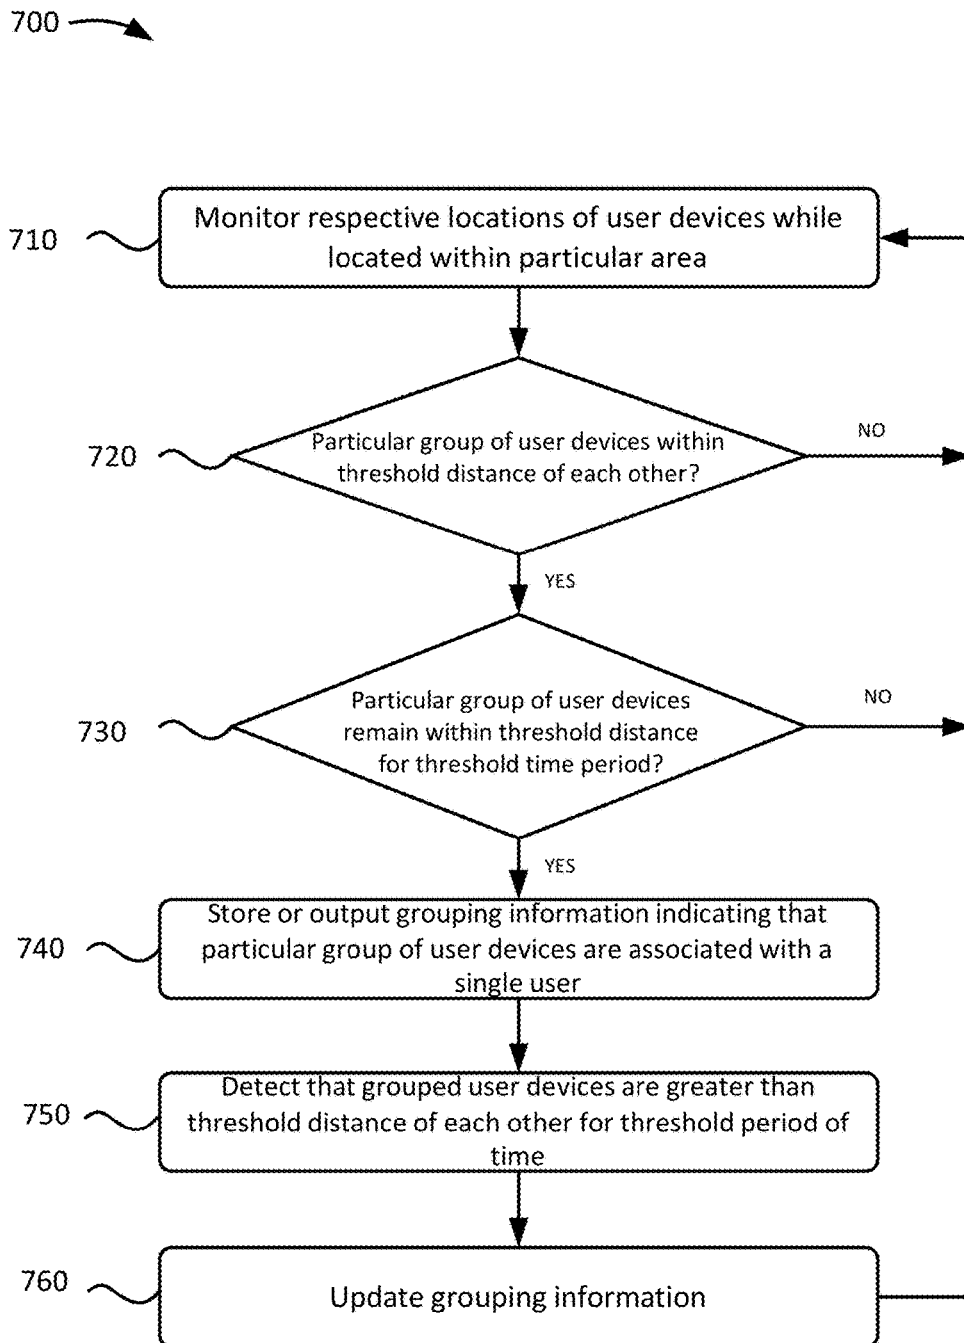 700
710
Monitor respective locations of user devices while
located within particular area
720
Particular group of user devices within
threshold distance of each other?
NO
YES
730
Particular group of user devices
remain within threshold distance
for threshold time period?
NO
YES
740
Store or output grouping information indicating that
particular group of user devices are associated with a
single user
750
Detect that grouped user devices are greater than
threshold distance of each other for threshold period of
time
760
Update grouping information